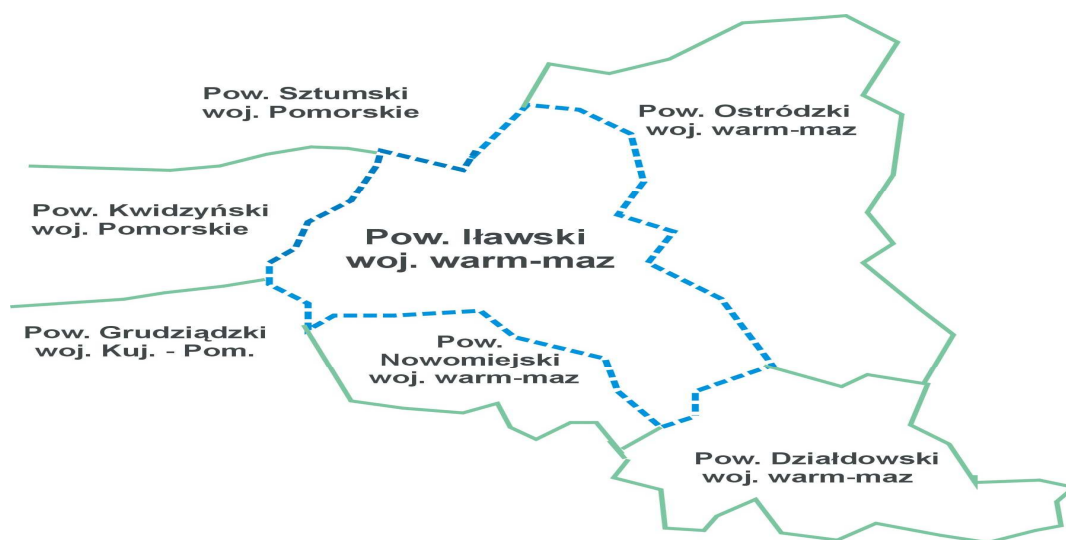 Pow. Sztumski
woj. Pomorskie
Pow. Ostródzki
woj. warm-maz
Pow. Kwidzyński
woj. Pomorskie
Pow. Iławski
woj. warm-maz
Pow. Grudziądzki
woj. Kuj. - Pom.
Pow.
Nowomiejski
woj. warm-maz
Pow. Działdowski
woj. warm-maz